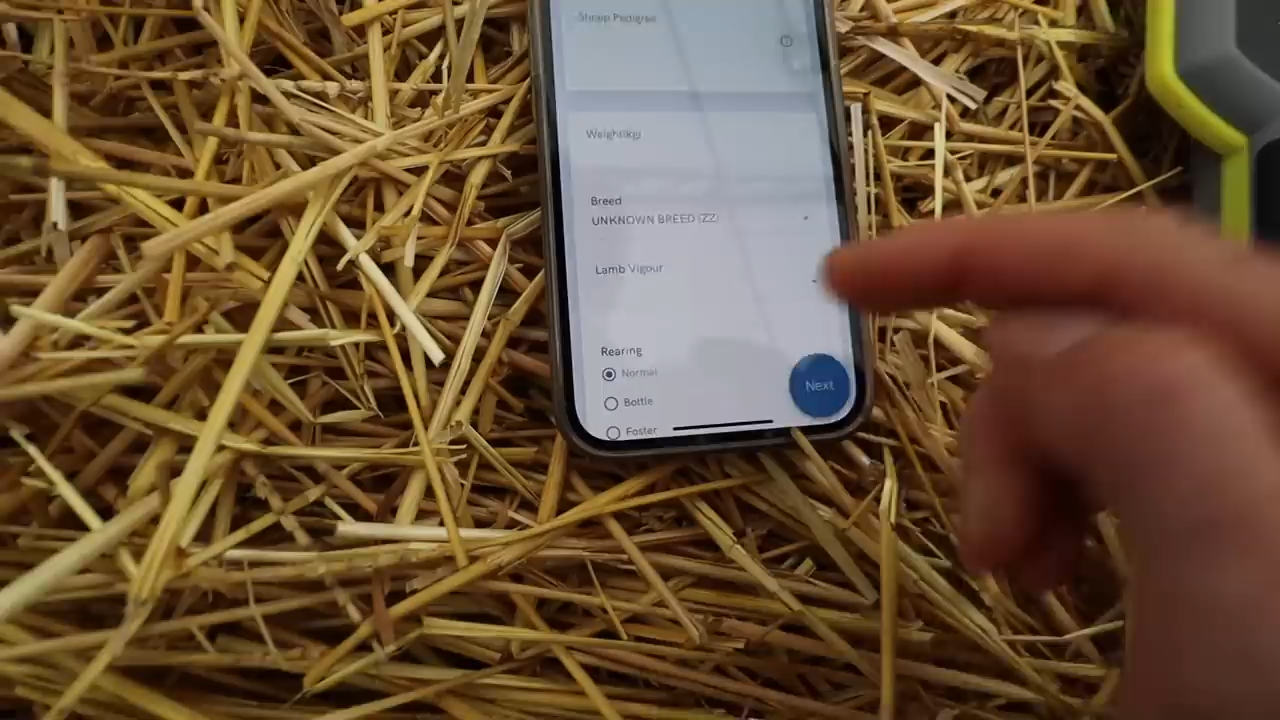 Sheep Pedigree
Weight(kg)
Breed
UNKNOWN BREED (ZZ)
Lamb Vigour
Rearing
Normal
Bottle
Next
Foster